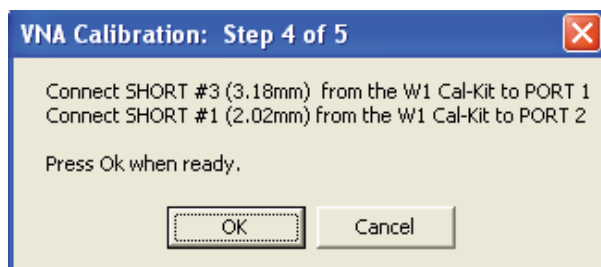 VNA Calibration: Step 4 of 5
Connect SHORT #3 (3.18mm) from the W1 Cal-Kit to PORT 1
Connect SHORT #1 (2.02mm) from the W1 Cal-Kit to PORT 2
Press Ok when ready.
OK
Cancel